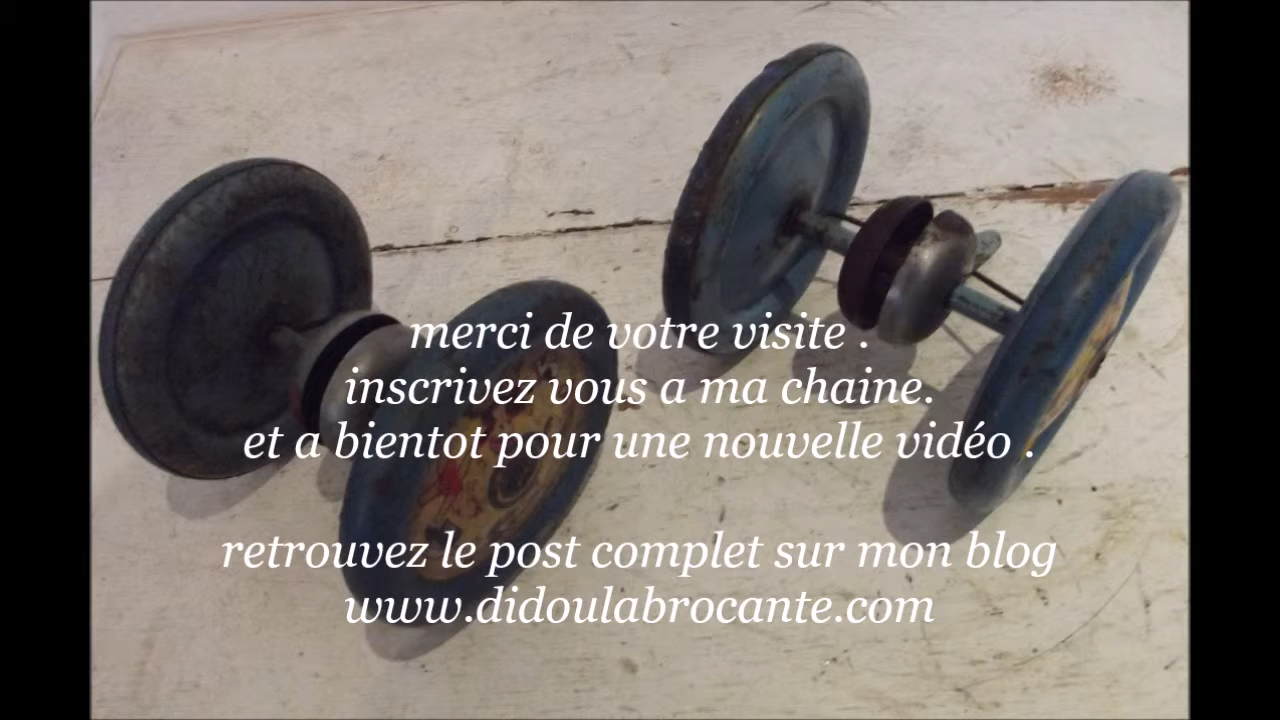 merci de votre visite .
inscrivez vous a ma chaine.
et a bientot pour une nouvelle vidéo .
retrouvez le post complet sur mon blog
www.didoulabrocante.com